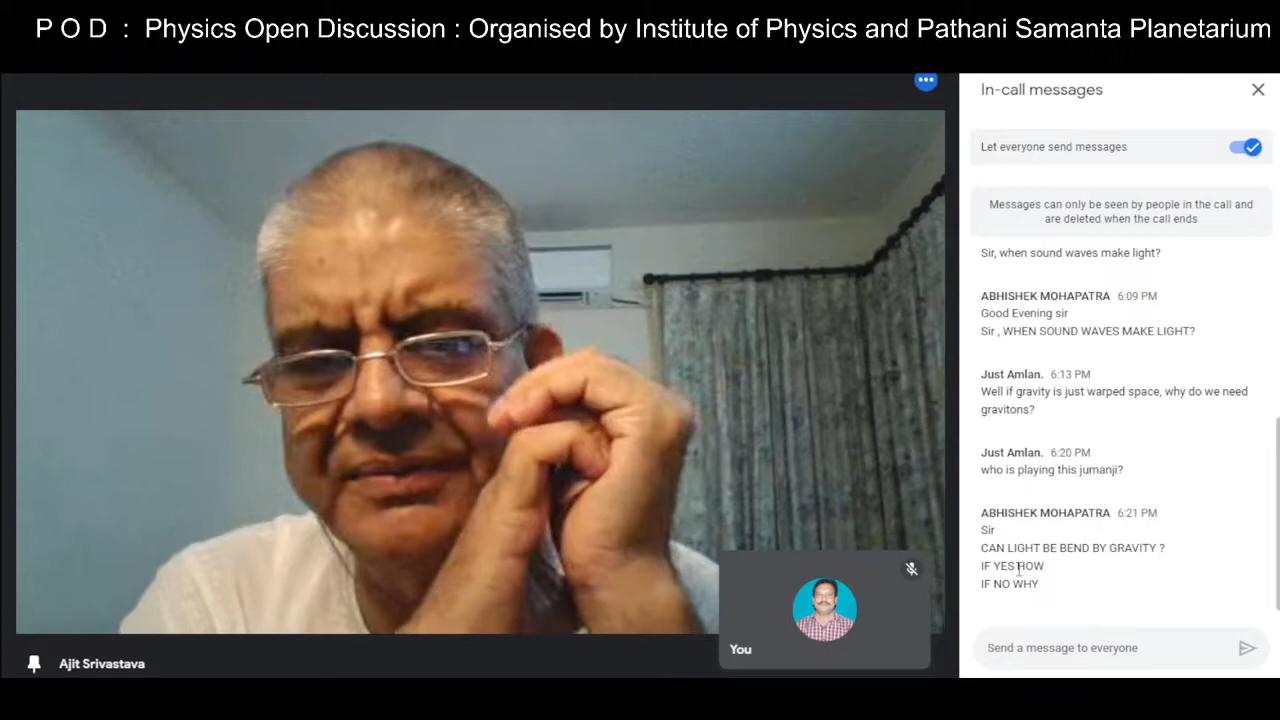 P O D : Physics Open Discussion : Organised by Institute of Physics and Pathani Samanta Planetarium
In-call messages
Let everyone send messages
Messages can only be seen by people in the call and
are deleted when the call ends
Sir, when sound waves make light?
ABHISHEK MOHAPATRA 6:09 PM
Good Evening sir
Sir , WHEN SOUND WAVES MAKE LIGHT?
Just Amlan. 6:13 PM
Well if gravity is just warped space, why do we need
gravitons?
Just Amlan. 6:20 PM
who is playing this jumanji?
ABHISHEK MOHAPATRA 6:21 PM
Sir
CAN LIGHT BE BEND BY GRAVITY ?
IF YES HOW
IF NO WHY
Send a message to everyone
You
Ajit Srivastava